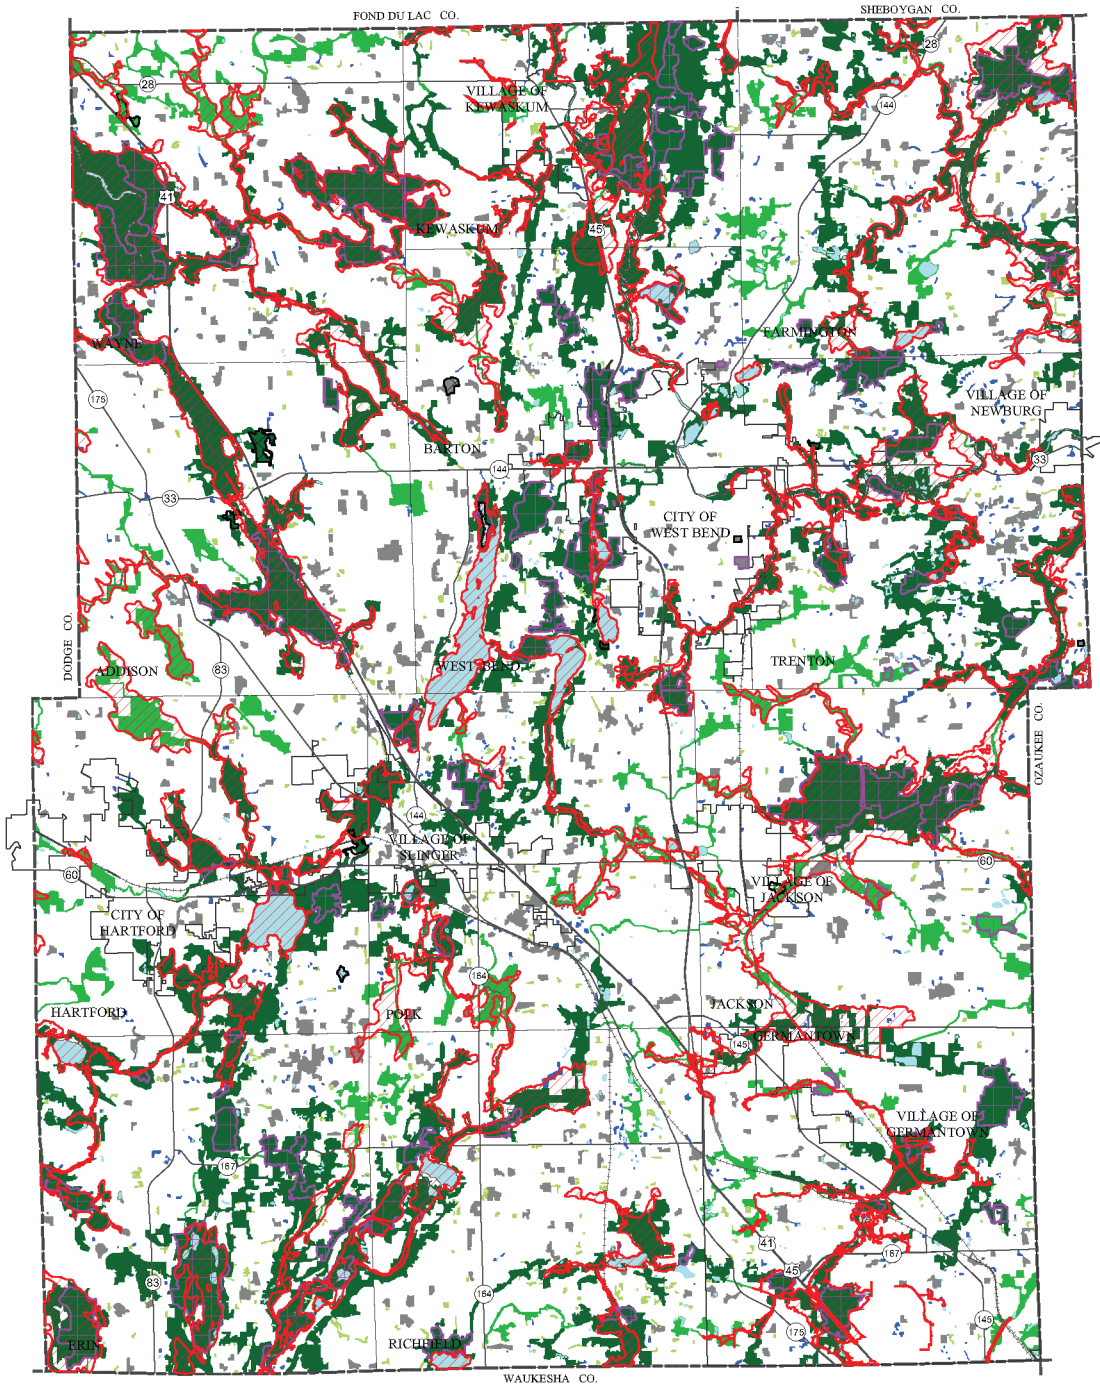 FOND DU LAC CO.
SHEBOYGAN CO.
28
28
VILLAGE OF
KEWASKUM
144
41
KEWASKUM
45
FARMINGTON
WAYNE
175
VILLAGE OF
NEWBURG
BARTON
144
33
33
CITY OF
WEST BEND
DODGE CO.
ADDISON
83
WEST BEND
TRENTON
OZAUKEE CO.
144
VILLAGE OF
SLINGER
60
60
VILLAGE OF
JACKSON
CITY OF
HARTFORD
164
HARTFORD
POLK
JACKSON
GERMANTOWN
145
VILLAGE OF
GERMANTOWN
167
41
167
45
83
164
145
175
ERIN
RICHFIELD
WAUKESHA CO.